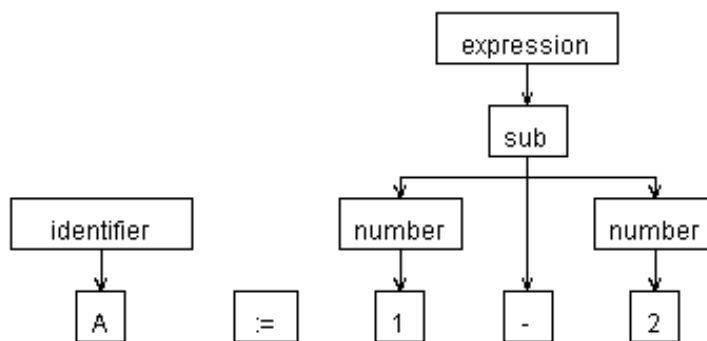 expression
sub
identifier number number
A := 1 - 2